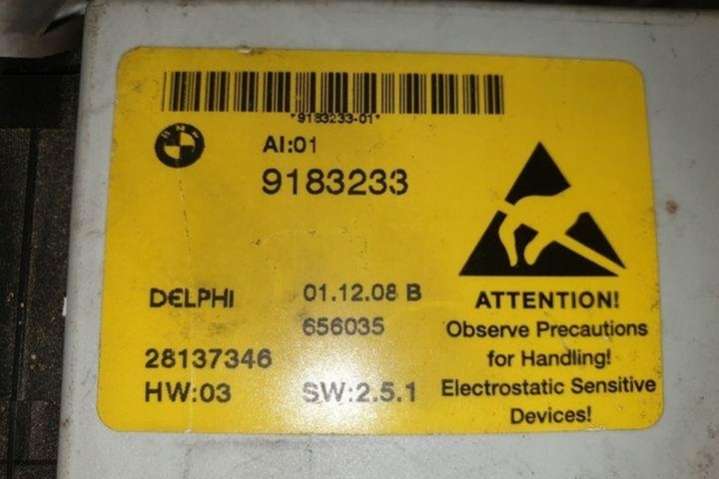 *9183233-01*
BMW
AI:01
9183233
DELPHI
01.12.08 B
656035
28137346
HW:03
SW:2.5.1
ATTENTION!
Observe Precautions
for Handling!
Electrostatic Sensitive
Devices!